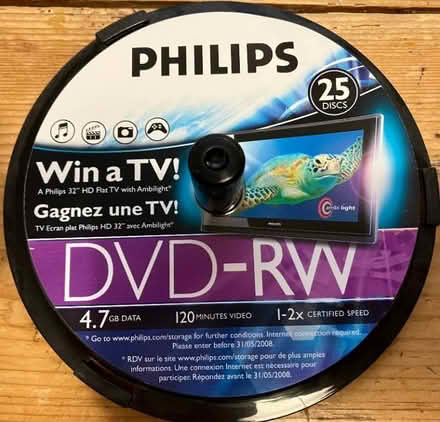 PHILIPS
25
DISCS
Win a TV!
A Philips 32" HD Flat TV with Ambilight*
Gagnez une TV!
TV Ecran plat Philips HD 32" avec Ambilight*
ambilight
PHILIPS
DVD-RW
4.7 GB DATA 120 MINUTES VIDEO 1-2x CERTIFIED SPEED
* Go to www.philips.com/storage for further conditions. Internet connection required.
Please enter before 31/05/2008.
* RDV sur le site www.philips.com/storage pour de plus amples
informations. Une connexion Internet est nécessaire pour
participer. Répondez avant le 31/05/2008.